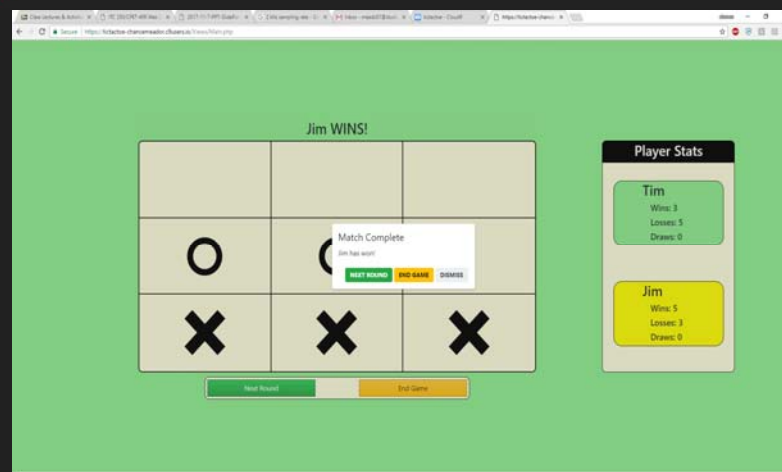 Secure
Jim WINS!
O
X X X
Match Complete
Jim has won!
NEXT ROUND END GAME DISMISS
Next Round End Game
Player Stats
Tim
Wins: 3
Losses: 5
Draws: 0
Jim
Wins: 5
Losses: 3
Draws: 0